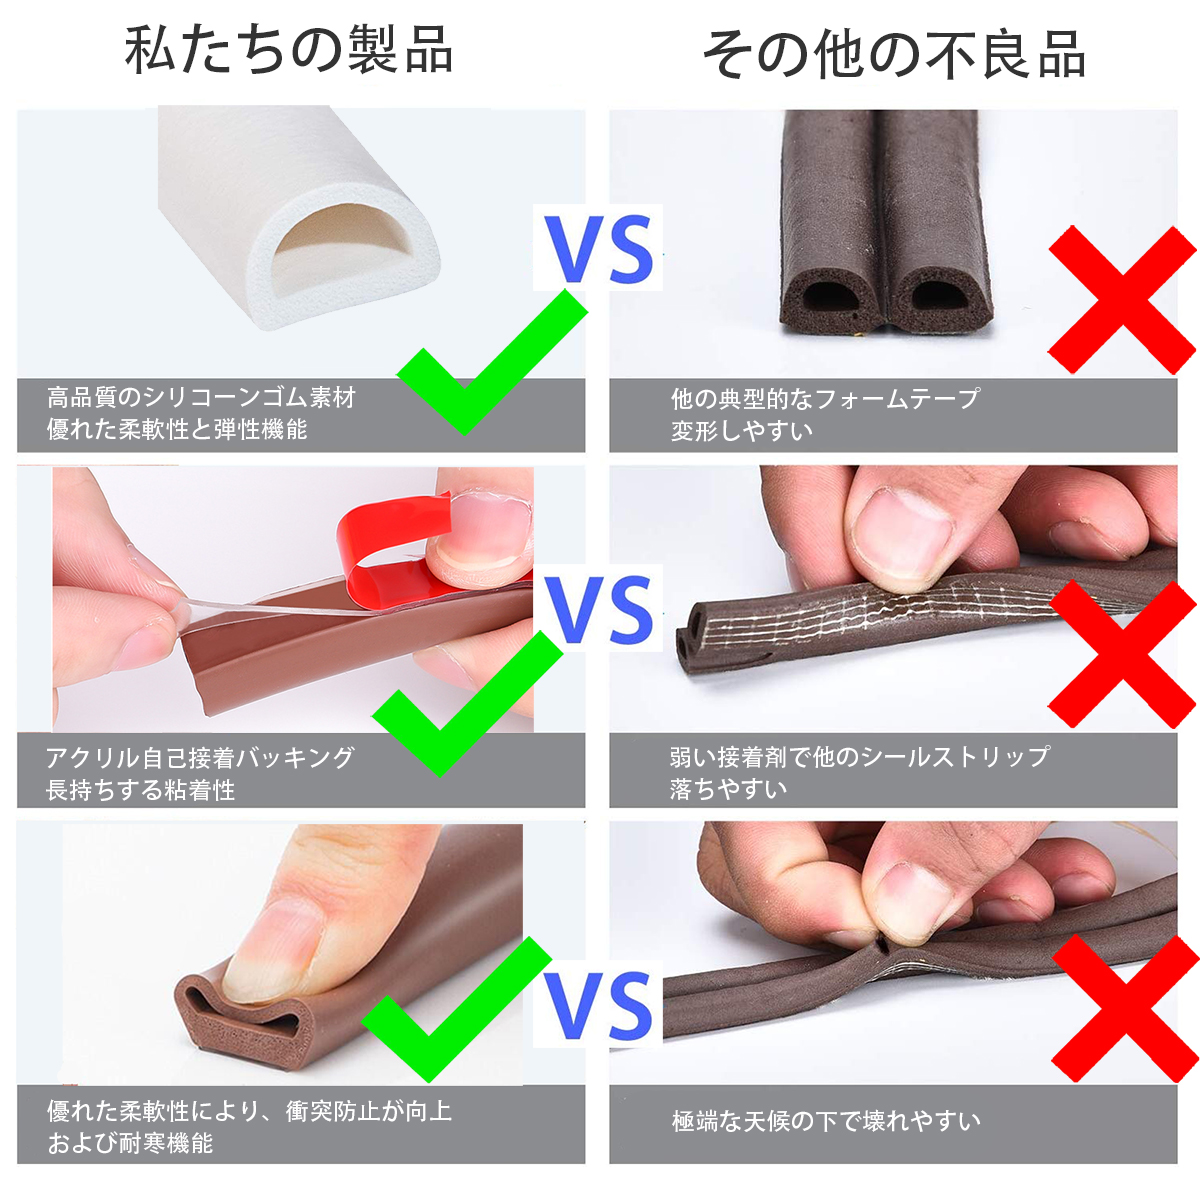 私たちの製品
その他の不良品
VS
高品質のシリコーンゴム素材
優れた柔軟性と弾性機能
他の典型的なフォームテープ
変形しやすい
VS
アクリル自己接着バッキング
長持ちする粘着性
弱い接着剤で他のシールストリップ
落ちやすい
VS
優れた柔軟性により、衝突防止が向上
および耐寒機能
極端な天候の下で壊れやすい